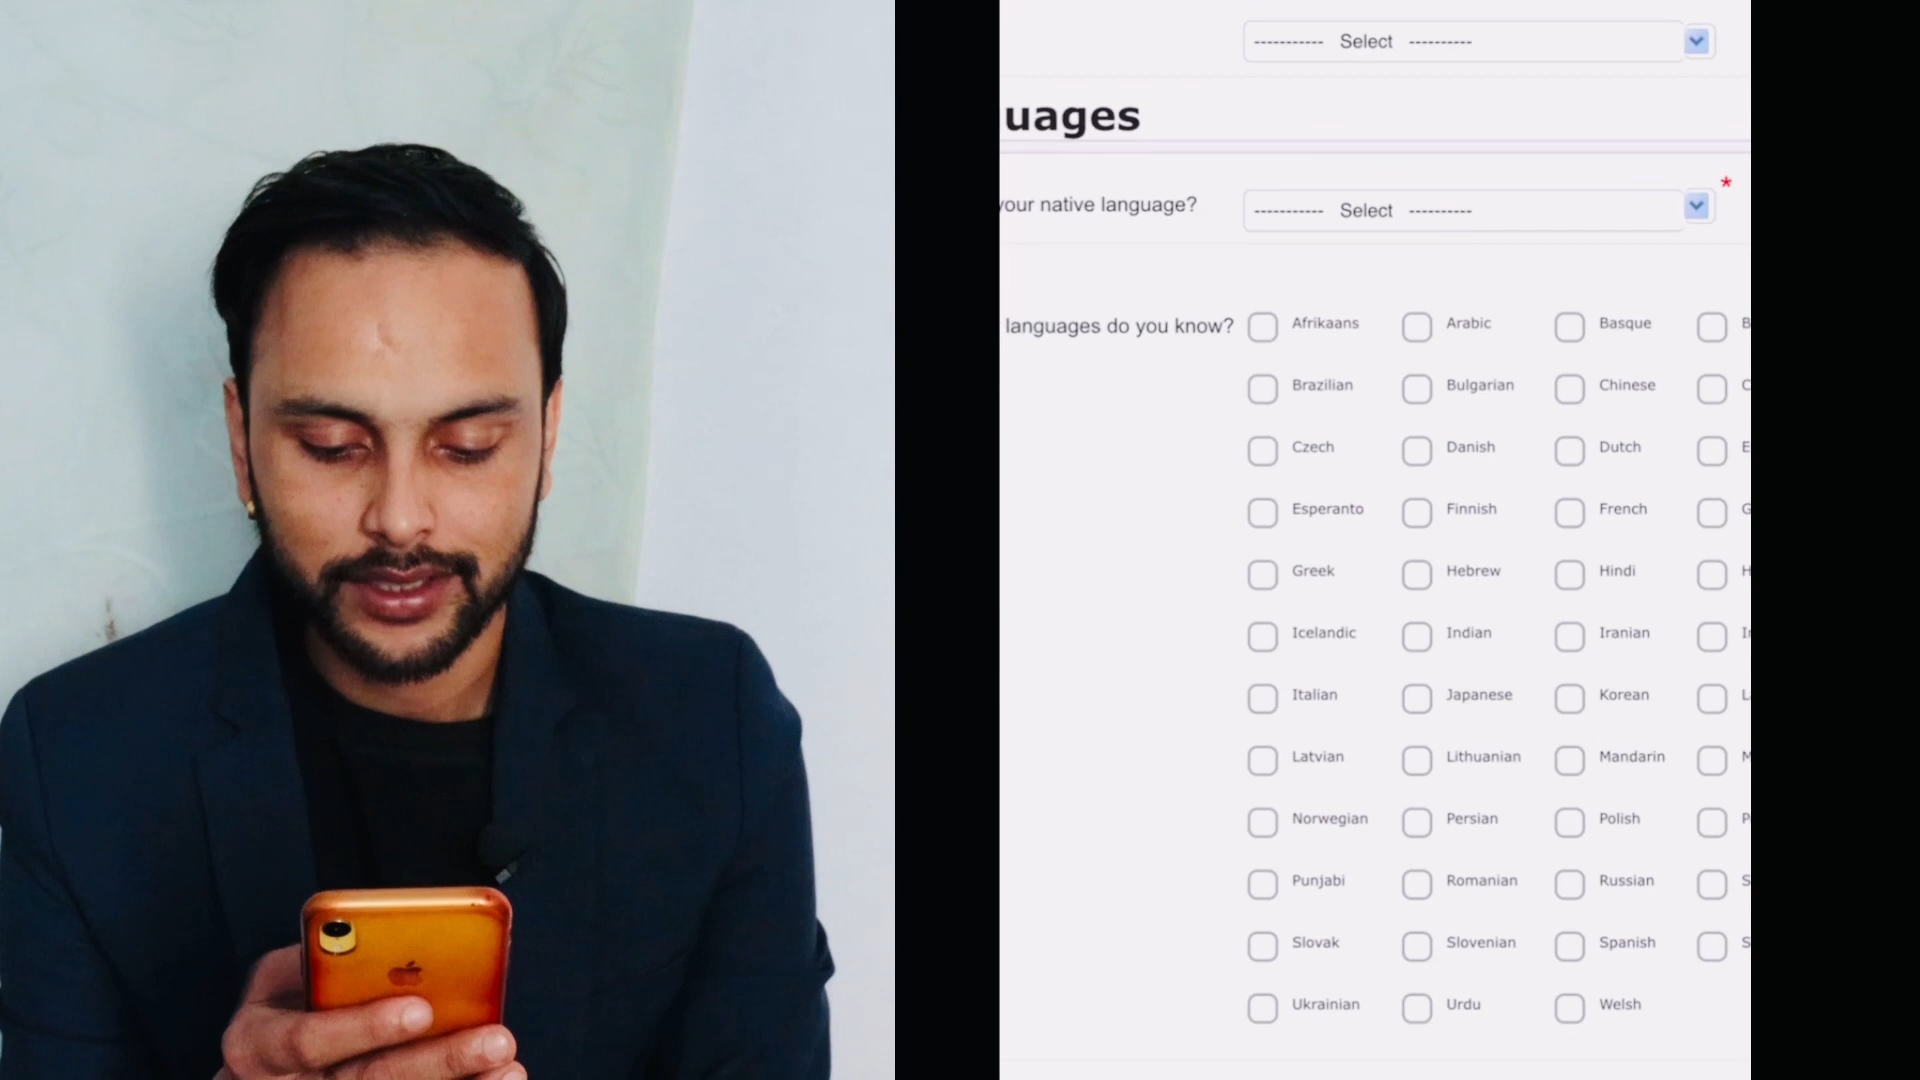 ----------- Select ----------
uages
your native language?
----------- Select ----------
*
languages do you know?
Afrikaans Arabic Basque B
Brazilian Bulgarian Chinese C
Czech Danish Dutch E
Esperanto Finnish French G
Greek Hebrew Hindi H
Icelandic Indian Iranian
Italian Japanese Korean L
Latvian Lithuanian Mandarin M
Norwegian Persian Polish P
Punjabi Romanian Russian S
Slovak Slovenian Spanish S
Ukrainian Urdu Welsh